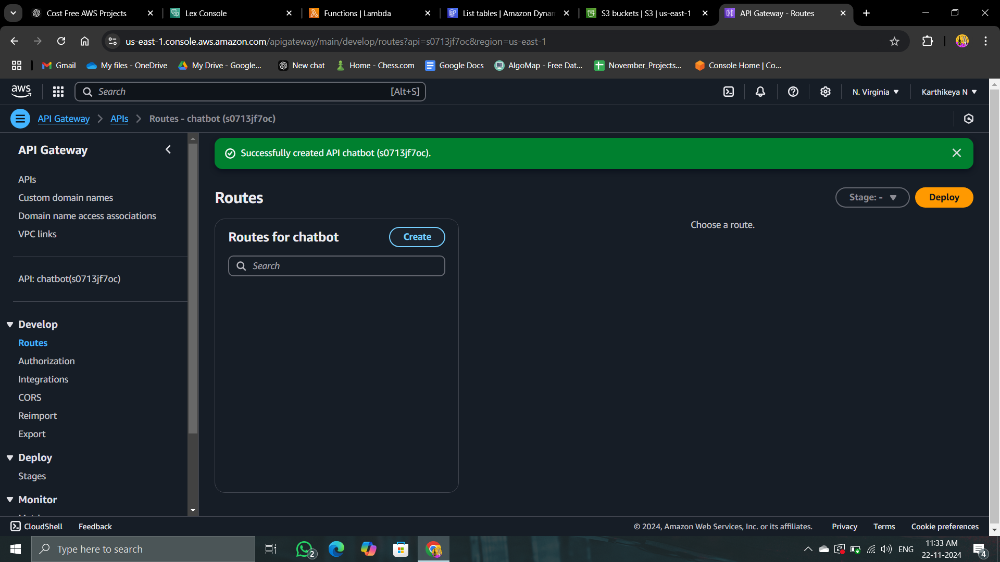 Cost Free AWS Projects
Lex Console
Functions | Lambda
List tables | Amazon Dynan
S3 buckets | S3 | us-east-1
API Gateway - Routes
us-east-1.console.aws.amazon.com/apigateway/main/develop/routes?api=s0713jf7oc&region=us-east-1
Gmail
My files - OneDrive
My Drive - Google...
New chat
Home - Chess.com
Google Docs
AlgoMap - Free Dat...
November_Projects...
Console Home | Co...
aws
Search
[Alt+S]
N. Virginia
Karthikeya N
API Gateway
APIs
Routes - chatbot (s0713jf7oc)
API Gateway
APIs
Custom domain names
Domain name access associations
VPC links
API: chatbot(s0713jf7oc)
Develop
Routes
Authorization
Integrations
CORS
Reimport
Export
Deploy
Stages
Monitor
Successfully created API chatbot (s0713jf7oc).
Routes
Stage: -
Deploy
Routes for chatbot
Create
Search
Choose a route.
CloudShell
Feedback
© 2024, Amazon Web Services, Inc. or its affiliates.
Privacy
Terms
Cookie preferences
Type here to search
2
ENG
11:33 AM
22-11-2024
4